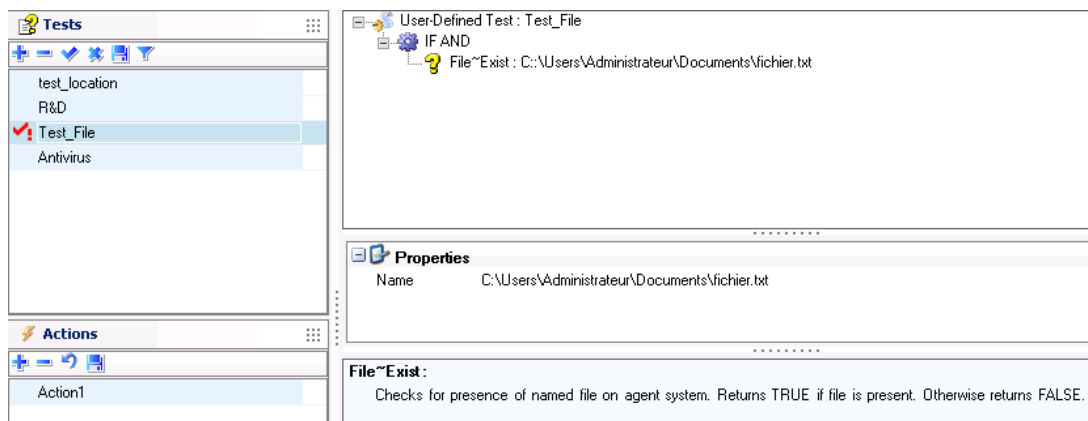 Tests
test_location
R&D
Test_File
Antivirus
Actions
Action1
User-Defined Test : Test_File
IF AND
File~Exist : C::\Users\Administrateur\Documents\fichier.txt
Properties
Name C:\Users\Administrateur\Documents\fichier.txt
File~Exist :
Checks for presence of named file on agent system. Returns TRUE if file is present. Otherwise returns FALSE.